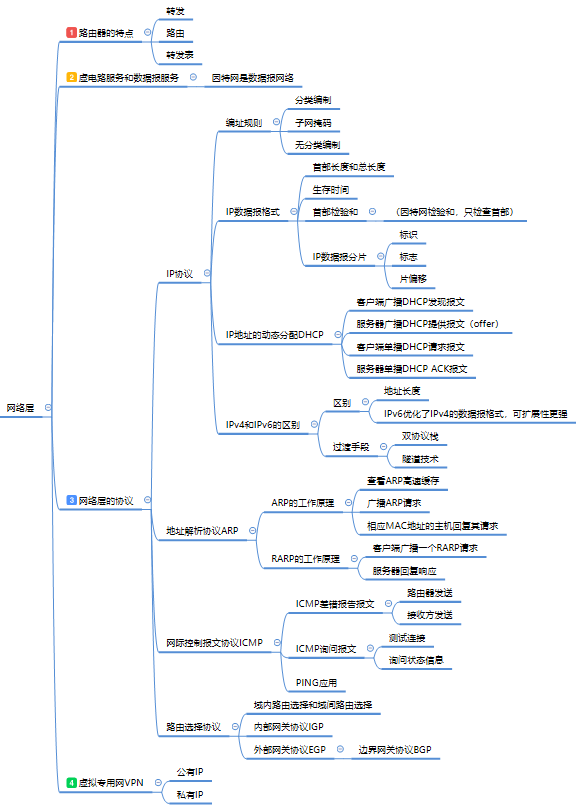 网络层
1 路由器的特点
转发
路由
转发表
2 虚电路服务和数据报服务
因特网是数据报网络
3 网络层的协议
IP协议
编址规则
分类编制
子网掩码
无分类编制
IP数据报格式
首部长度和总长度
生存时间
首部检验和
（因特网检验和，只检查首部）
IP数据报分片
标识
标志
片偏移
IP地址的动态分配DHCP
客户端广播DHCP发现报文
服务器广播DHCP提供报文（offer）
客户端单播DHCP请求报文
服务器单播DHCP ACK报文
IPv4和IPv6的区别
区别
地址长度
IPv6优化了IPv4的数据报格式，可扩展性更强
过渡手段
双协议栈
隧道技术
地址解析协议ARP
ARP的工作原理
查看ARP高速缓存
广播ARP请求
相应MAC地址的主机回复其请求
RARP的工作原理
客户端广播一个RARP请求
服务器回复响应
网际控制报文协议ICMP
ICMP差错报告报文
路由器发送
接收方发送
ICMP询问报文
测试连接
询问状态信息
PING应用
路由选择协议
域内路由选择和域间路由选择
内部网关协议IGP
外部网关协议EGP
边界网关协议BGP
4 虚拟专用网VPN
公有IP
私有IP